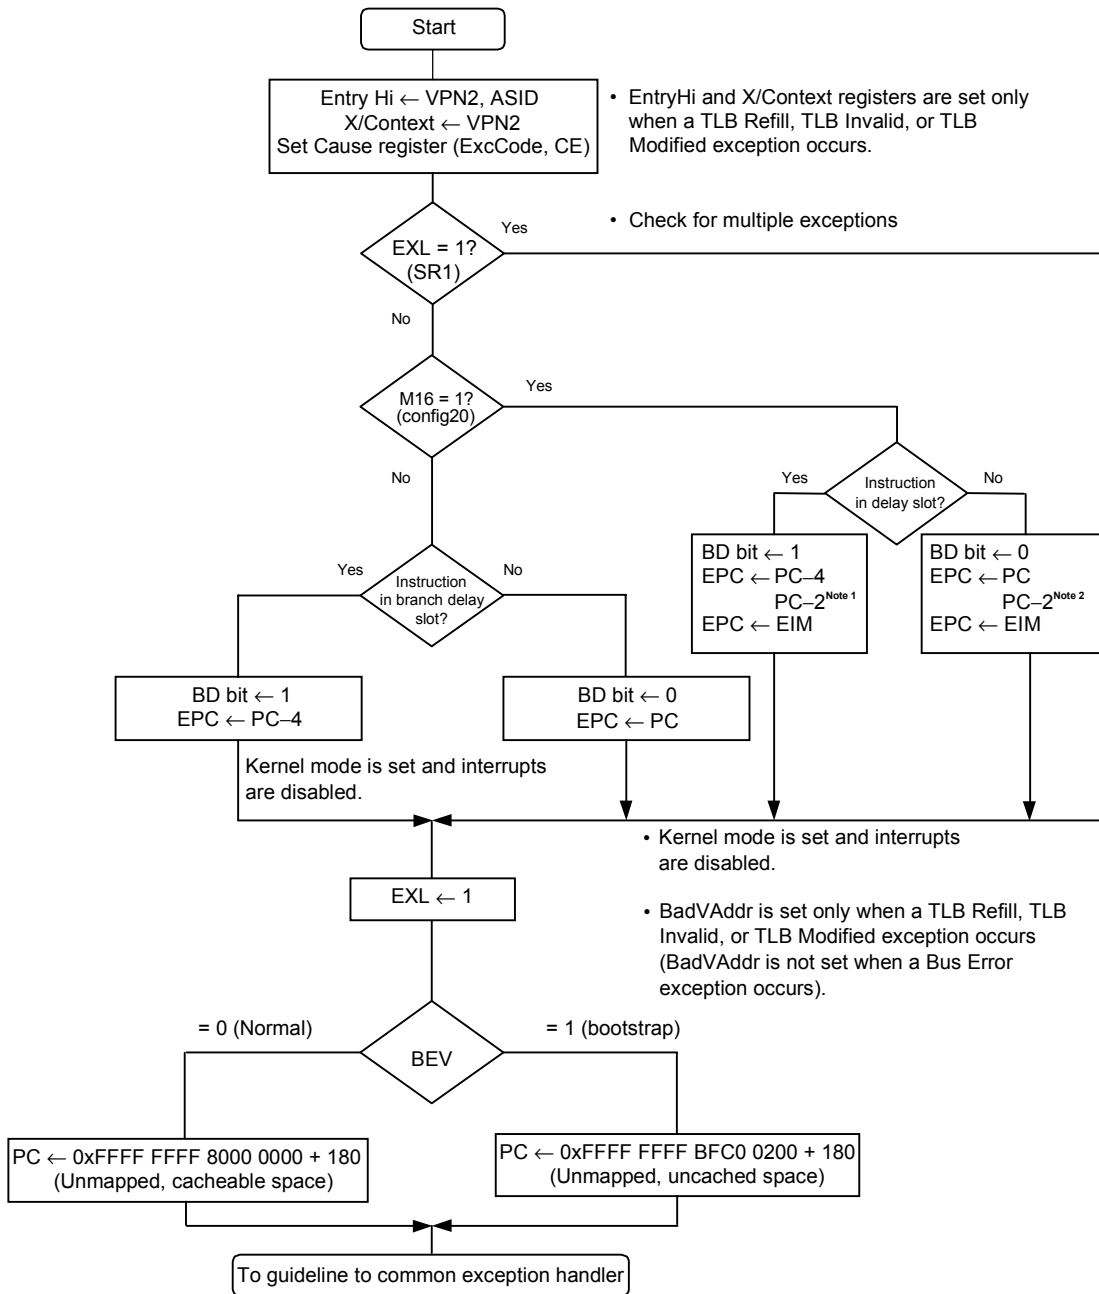 Start
Entry Hi ← VPN2, ASID
X/Context ← VPN2
Set Cause register (ExcCode, CE)
• EntryHi and X/Context registers are set only
when a TLB Refill, TLB Invalid, or TLB
Modified exception occurs.
• Check for multiple exceptions
Yes
EXL = 1?
(SR1)
No
M16 = 1?
(config20)
Yes
No
Yes
Instruction
in delay slot?
No
BD bit ← 1
EPC ← PC–4
PC–2Note 1
EPC ← EIM
BD bit ← 0
EPC ← PC
PC–2Note 2
EPC ← EIM
Yes
Instruction
in branch delay
slot?
No
BD bit ← 1
EPC ← PC–4
BD bit ← 0
EPC ← PC
Kernel mode is set and interrupts
are disabled.
• Kernel mode is set and interrupts
are disabled.
EXL ← 1
• BadVAddr is set only when a TLB Refill, TLB
Invalid, or TLB Modified exception occurs
(BadVAddr is not set when a Bus Error
exception occurs).
= 0 (Normal)
BEV
= 1 (bootstrap)
PC ← 0xFFFF FFFF 8000 0000 + 180
(Unmapped, cacheable space)
PC ← 0xFFFF FFFF BFC0 0200 + 180
(Unmapped, uncached space)
To guideline to common exception handler